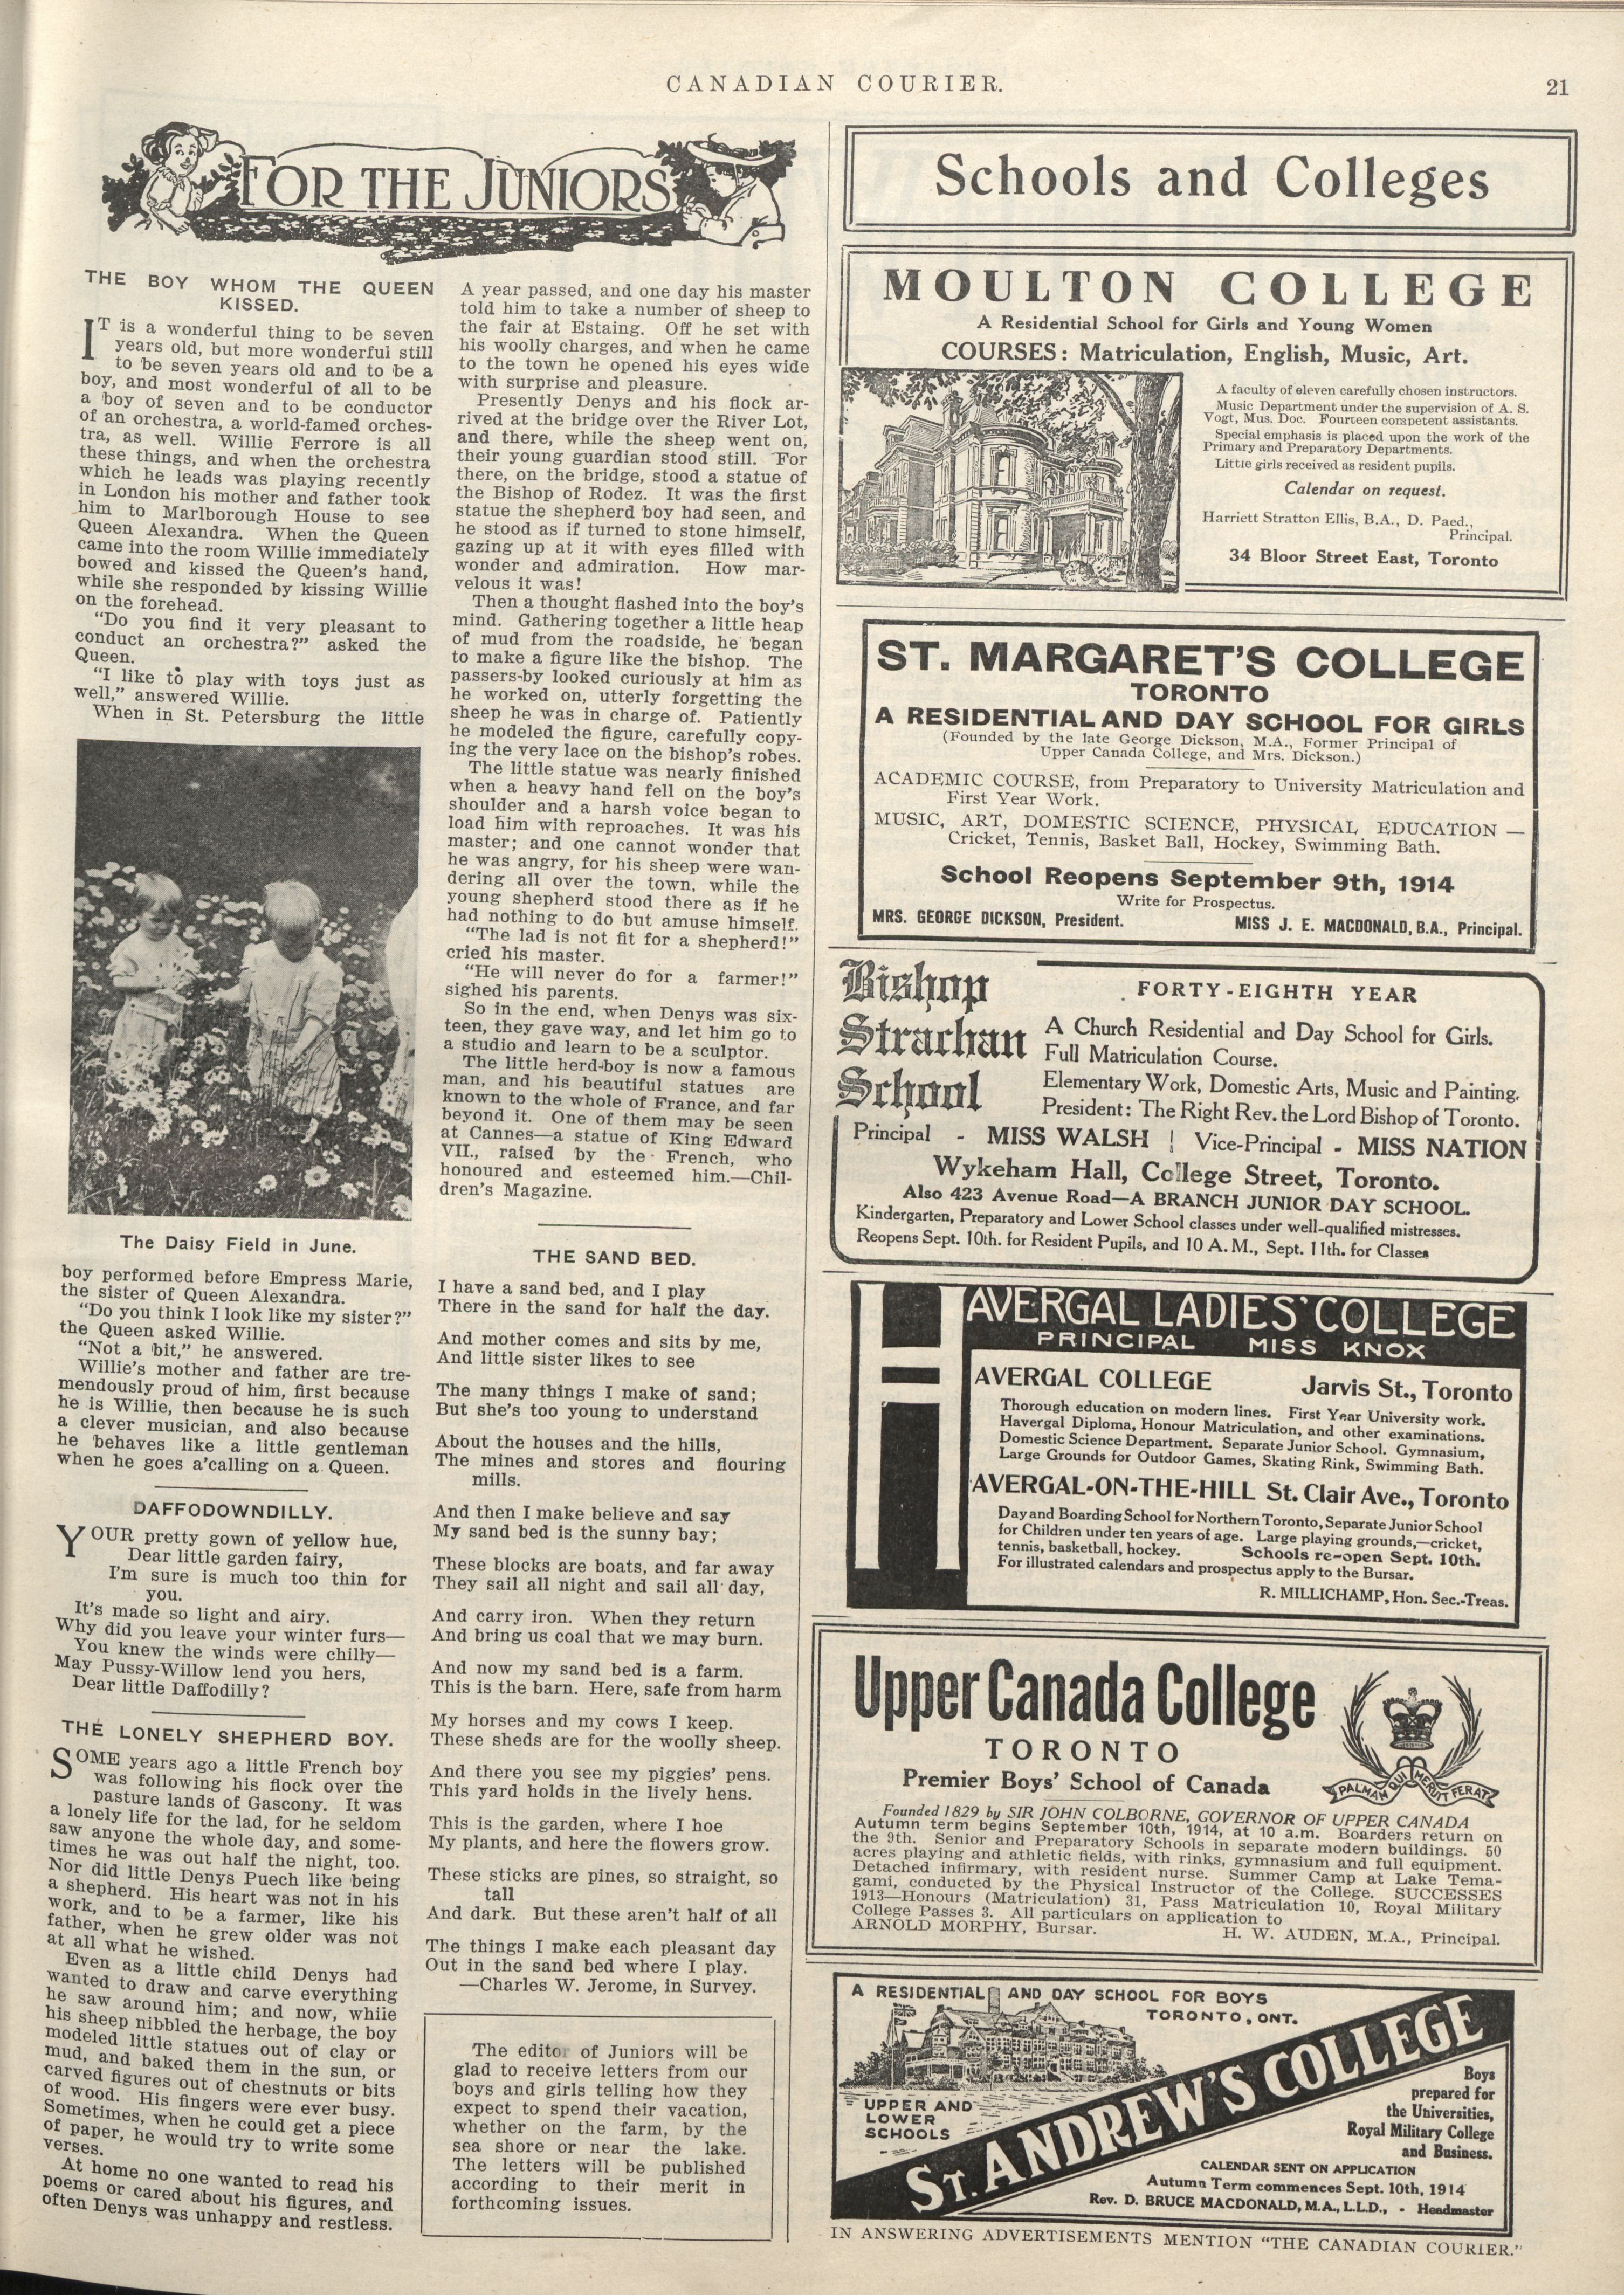 CANADIAN COURIER.
21
FOR THE JUNIORS
THE BOY WHOM THE QUEEN
KISSED.
IT is a wonderful thing to be seven
years old, but more wonderful still
to be seven years old and to be a
boy, and most wonderful of all to be
a boy of seven and to be conductor
of an orchestra, a world-famed orches-
tra, as well. Willie Ferrore is all
these things, and when the orchestra
which he leads was playing recently
in London his mother and father took
him to Marlborough House to see
Queen Alexandra. When the Queen
came into the room Willie immediately
bowed and kissed the Queen's hand,
while she responded by kissing Willie
on the forehead.
"Do you find it very pleasant to
conduct an orchestra?" asked the
Queen.
"I like to play with toys just as
well," answered Willie.
When in St. Petersburg the little
The Daisy Field in June.
boy performed before Empress Marie,
the sister of Queen Alexandra.
"Do you think I look like my sister?"
the Queen asked Willie.
"Not a bit," he answered.
Willie's mother and father are tre-
mendously proud of him, first because
he is Willie, then because he is such
a clever musician, and also because
he behaves like a little gentleman
when he goes a'calling on a Queen.
DAFFODOWNDILLY.
YOUR pretty gown of yellow hue,
Dear little garden fairy,
I'm sure is much too thin for
you.
It's made so light and airy.
Why did you leave your winter furs—
You knew the winds were chilly—
May Pussy-Willow lend you hers,
Dear little Daffodilly?
THE LONELY SHEPHERD BOY.
SOME years ago a little French boy
was following his flock over the
pasture lands of Gascony. It was
a lonely life for the lad, for he seldom
saw anyone the whole day, and some-
times he was out half the night, too.
Nor did little Denys Puech like being
a shepherd. His heart was not in his
work, and to be a farmer, like his
father, when he grew older was not
at all what he wished.
Even as a little child Denys had
wanted to draw and carve everything
he saw around him; and now, while
his sheep nibbled the herbage, the boy
modeled little statues out of clay or
mud, and baked them in the sun, or
carved figures out of chestnuts or bits
of wood. His fingers were ever busy.
Sometimes, when he could get a piece
of paper, he would try to write some
verses.
At home no one wanted to read his
poems or cared about his figures, and
often Denys was unhappy and restless.
A year passed, and one day his master
told him to take a number of sheep to
the fair at Estaing. Off he set with
his woolly charges, and when he came
to the town he opened his eyes wide
with surprise and pleasure.
Presently Denys and his flock ar-
rived at the bridge over the River Lot,
and there, while the sheep went on,
their young guardian stood still. For
there, on the bridge, stood a statue of
the Bishop of Rodez. It was the first
statue the shepherd boy had seen, and
he stood as if turned to stone himself,
gazing up at it with eyes filled with
wonder and admiration. How mar-
velous it was!
Then a thought flashed into the boy's
mind. Gathering together a little heap
of mud from the roadside, he began
to make a figure like the bishop. The
passers-by looked curiously at him as
he worked on, utterly forgetting the
sheep he was in charge of. Patiently
he modeled the figure, carefully copy-
ing the very lace on the bishop's robes.
The little statue was nearly finished
when a heavy hand fell on the boy's
shoulder and a harsh voice began to
load him with reproaches. It was his
master; and one cannot wonder that
he was angry, for his sheep were wan-
dering all over the town, while the
young shepherd stood there as if he
had nothing to do but amuse himself.
"The lad is not fit for a shepherd!"
cried his master.
"He will never do for a farmer!"
sighed his parents.
So in the end, when Denys was six-
teen, they gave way, and let him go to
a studio and learn to be a sculptor.
The little herd-boy is now a famous
man, and his beautiful statues are
known to the whole of France, and far
beyond it. One of them may be seen
at Cannes—a statue of King Edward
VII., raised by the French, who
honoured and esteemed him.—Chil-
dren's Magazine.
THE SAND BED.
I have a sand bed, and I play
There in the sand for half the day.
And mother comes and sits by me,
And little sister likes to see
The many things I make of sand;
But she's too young to understand
About the houses and the hills,
The mines and stores and flouring
mills.
And then I make believe and say
My sand bed is the sunny bay;
These blocks are boats, and far away
They sail all night and sail all day,
And carry iron. When they return
And bring us coal that we may burn.
And now my sand bed is a farm.
This is the barn. Here, safe from harm
My horses and my cows I keep.
These sheds are for the woolly sheep.
And there you see my piggies' pens.
This yard holds in the lively hens.
This is the garden, where I hoe
My plants, and here the flowers grow.
These sticks are pines, so straight, so
tall
And dark. But these aren't half of all
The things I make each pleasant day
Out in the sand bed where I play.
—Charles W. Jerome, in Survey.
The editor of Juniors will be
glad to receive letters from our
boys and girls telling how they
expect to spend their vacation,
whether on the farm, by the
sea shore or near the lake.
The letters will be published
according to their merit in
forthcoming issues.
Schools and Colleges
MOULTON COLLEGE
A Residential School for Girls and Young Women
COURSES: Matriculation, English, Music, Art.
A faculty of eleven carefully chosen instructors.
Music Department under the supervision of A. S.
Vogt, Mus. Doc. Fourteen competent assistants.
Special emphasis is placed upon the work of the
Primary and Preparatory Departments.
Little girls received as resident pupils.
Calendar on request.
Harriett Stratton Ellis, B.A., D. Paed.,
Principal.
34 Bloor Street East, Toronto
ST. MARGARET'S COLLEGE
TORONTO
A RESIDENTIAL AND DAY SCHOOL FOR GIRLS
(Founded by the late George Dickson, M.A., Former Principal of
Upper Canada College, and Mrs. Dickson.)
ACADEMIC COURSE, from Preparatory to University Matriculation and
First Year Work.
MUSIC, ART, DOMESTIC SCIENCE, PHYSICAL EDUCATION —
Cricket, Tennis, Basket Ball, Hockey, Swimming Bath.
School Reopens September 9th, 1914
Write for Prospectus.
MRS. GEORGE DICKSON, President. MISS J. E. MACDONALD, B.A., Principal.
Bishop
Strachan
School
FORTY-EIGHTH YEAR
A Church Residential and Day School for Girls.
Full Matriculation Course.
Elementary Work, Domestic Arts, Music and Painting.
President: The Right Rev. the Lord Bishop of Toronto.
Principal - MISS WALSH | Vice-Principal - MISS NATION
Wykeham Hall, College Street, Toronto.
Also 423 Avenue Road—A BRANCH JUNIOR DAY SCHOOL.
Kindergarten, Preparatory and Lower School classes under well-qualified mistresses.
Reopens Sept. 10th. for Resident Pupils, and 10 A.M., Sept. 11th. for Classes
HAVERGAL LADIES' COLLEGE
PRINCIPAL MISS KNOX
AVERGAL COLLEGE Jarvis St., Toronto
Thorough education on modern lines. First Year University work.
Havergal Diploma, Honour Matriculation, and other examinations.
Domestic Science Department. Separate Junior School. Gymnasium,
Large Grounds for Outdoor Games, Skating Rink, Swimming Bath.
AVERGAL-ON-THE-HILL St. Clair Ave., Toronto
Day and Boarding School for Northern Toronto, Separate Junior School
for Children under ten years of age. Large playing grounds,—cricket,
tennis, basketball, hockey. Schools re-open Sept. 10th.
For illustrated calendars and prospectus apply to the Bursar.
R. MILLICHAMP, Hon. Sec.-Treas.
Upper Canada College
TORONTO
Premier Boys' School of Canada
PALMAM QUI MERUIT FERAT
Founded 1829 by SIR JOHN COLBORNE, GOVERNOR OF UPPER CANADA
Autumn term begins September 10th, 1914, at 10 a.m. Boarders return on
the 9th. Senior and Preparatory Schools in separate modern buildings. 50
acres playing and athletic fields, with rinks, gymnasium and full equipment.
Detached infirmary, with resident nurse. Summer Camp at Lake Tema-
gami, conducted by the Physical Instructor of the College. SUCCESSES
1913—Honours (Matriculation) 31, Pass Matriculation 10, Royal Military
College Passes 3. All particulars on application to
ARNOLD MORPHY, Bursar. H. W. AUDEN, M.A., Principal.
A RESIDENTIAL AND DAY SCHOOL FOR BOYS
TORONTO, ONT.
UPPER AND
LOWER
SCHOOLS
ST. ANDREW'S COLLEGE
Boys
prepared for
the Universities,
Royal Military College
and Business.
CALENDAR SENT ON APPLICATION
Autumn Term commences Sept. 10th, 1914
Rev. D. BRUCE MACDONALD, M.A., L.L.D., - Headmaster
IN ANSWERING ADVERTISEMENTS MENTION "THE CANADIAN COURIER."